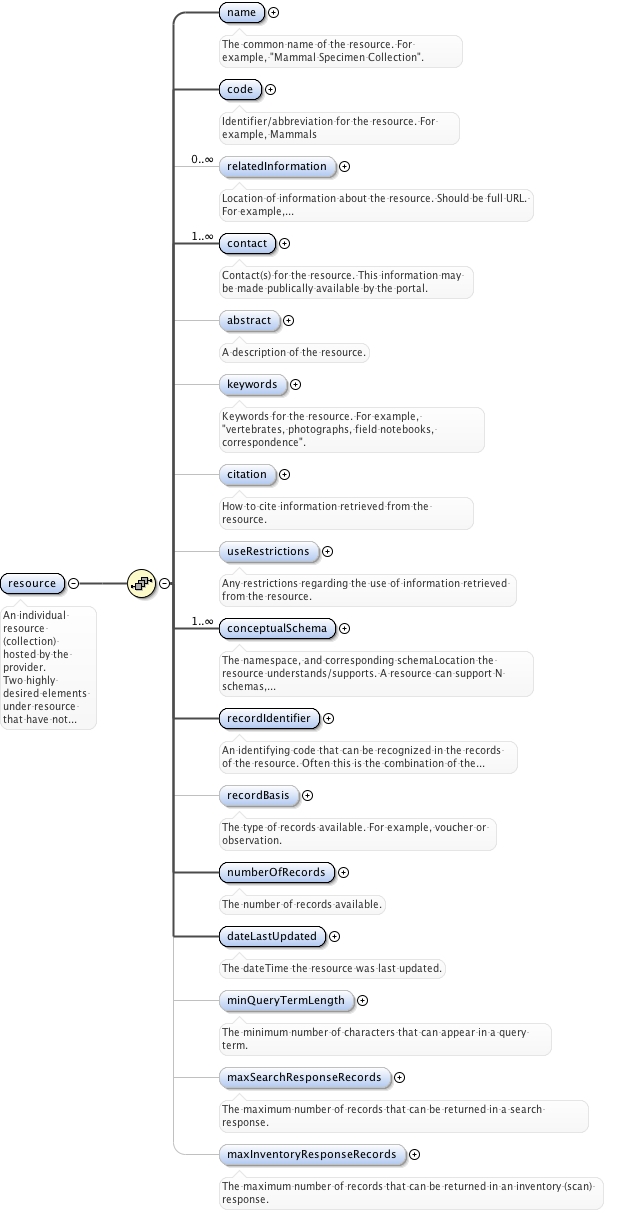 name
The common name of the resource. For
example, "Mammal Specimen Collection".
code
Identifier/abbreviation for the resource. For
example, Mammals
0..∞
relatedInformation
Location of information about the resource. Should be full URL.
For example,...
1..∞
contact
Contact(s) for the resource. This information may
be made publically available by the portal.
abstract
A description of the resource.
keywords
Keywords for the resource. For example,
"vertebrates, photographs, field notebooks,
correspondence".
citation
How to cite information retrieved from the
resource.
useRestrictions
Any restrictions regarding the use of information retrieved
from the resource.
resource
An individual
resource
(collection)
hosted by the
provider.
Two highly
desired elements
under resource
that have not...
1..∞
conceptualSchema
The namespace, and corresponding schemaLocation the
resource understands/supports. A resource can support N
schemas,...
recordIdentifier
An identifying code that can be recognized in the records
of the resource. Often this is the combination of the...
recordBasis
The type of records available. For example, voucher or
observation.
numberOfRecords
The number of records available.
dateLastUpdated
The dateTime the resource was last updated.
minQueryTermLength
The minimum number of characters that can appear in a query
term.
maxSearchResponseRecords
The maximum number of records that can be returned in a search
response.
maxInventoryResponseRecords
The maximum number of records that can be returned in an inventory (scan)
response.